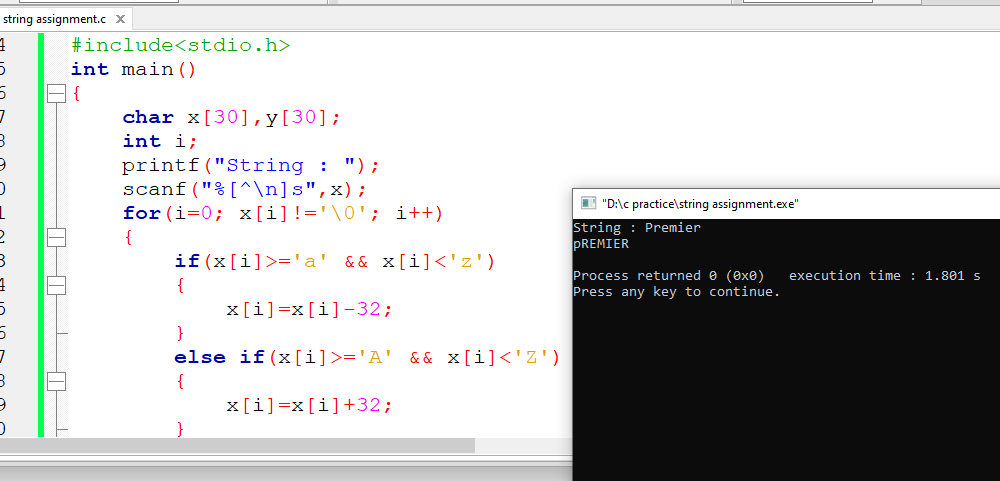 string assignment.c X
4 #include<stdio.h>
5 int main()
6 {
7 char x[30],y[30];
8 int i;
9 printf("String : ");
0 scanf("%[^\n]s",x);
1 for(i=0; x[i]!='\0'; i++)
2 {
3 if(x[i]>='a' && x[i]<'z')
4 {
5 x[i]=x[i]-32;
6 }
7 else if(x[i]>='A' && x[i]<'Z')
8 {
9 x[i]=x[i]+32;
0 }
"D:\c practice\string assignment.exe"
String : Premier
pREMIER
Process returned 0 (0x0)   execution time : 1.801 s
Press any key to continue.